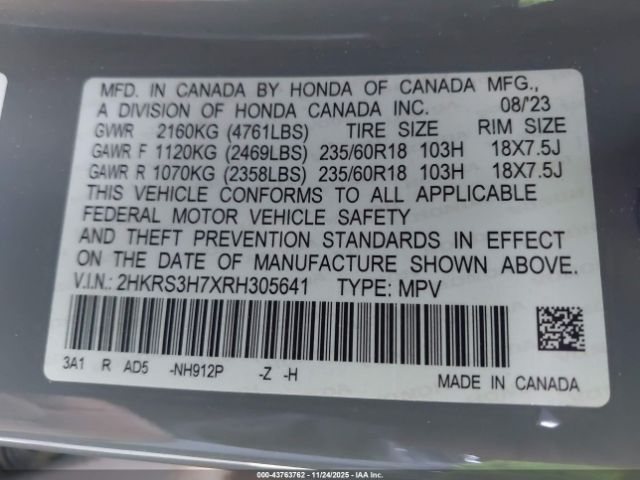 MFD. IN CANADA BY HONDA OF CANADA MFG.,
A DIVISION OF HONDA CANADA INC. 08/'23
GVWR 2160KG (4761LBS) TIRE SIZE RIM SIZE
GAWR F 1120KG (2469LBS) 235/60R18 103H 18X7.5J
GAWR R 1070KG (2358LBS) 235/60R18 103H 18X7.5J
THIS VEHICLE CONFORMS TO ALL APPLICABLE
FEDERAL MOTOR VEHICLE SAFETY
AND THEFT PREVENTION STANDARDS IN EFFECT
ON THE DATE OF MANUFACTURE SHOWN ABOVE.
V.I.N.: 2HKRS3H7XRH305641 TYPE: MPV
3A1 R AD5 -NH912P -Z -H
MADE IN CANADA
000-43763762 - 11/24/2025 - IAA Inc.